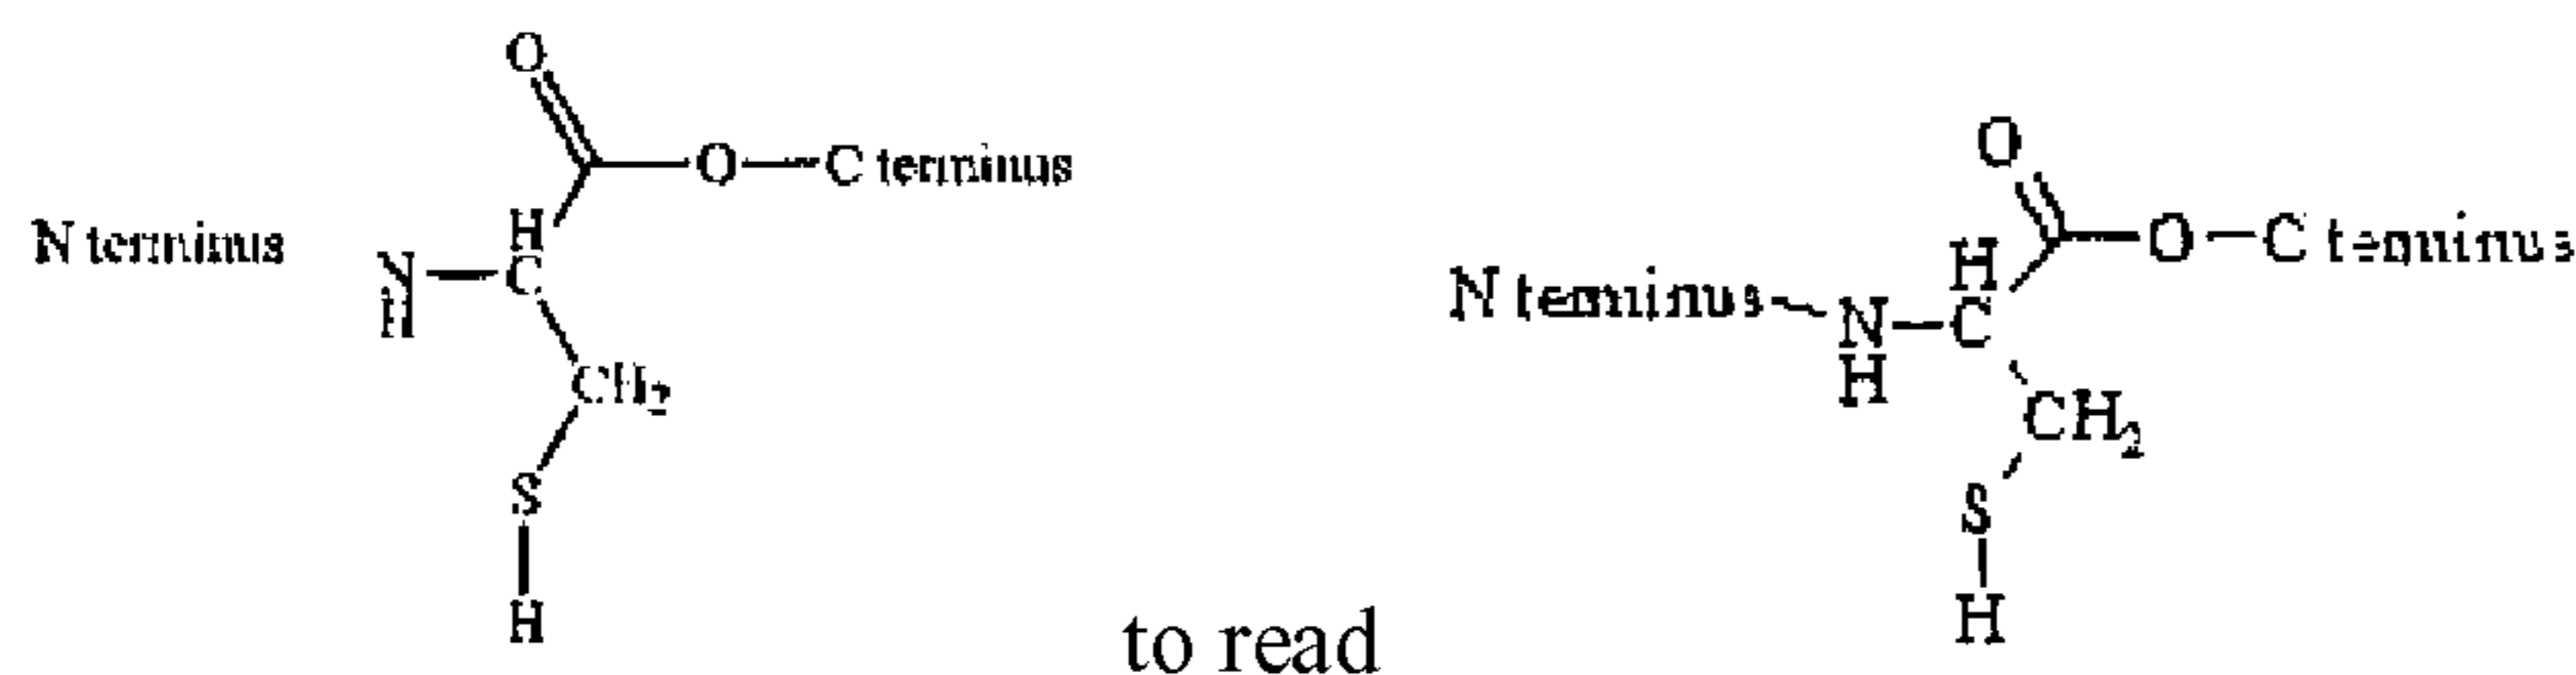 O
O
O C terminus
H
N terminus
O C terminus
H
N terminus
N C
H
N C
H
CH2
CH2
S
S
H
H
to read